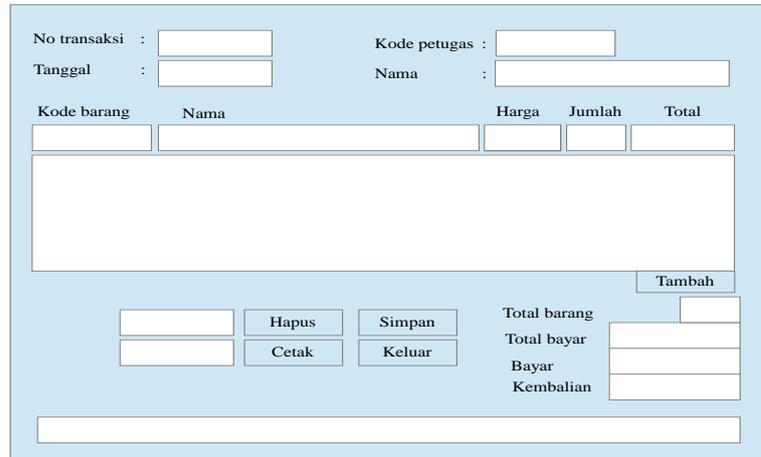 No transaksi :
Kode petugas :
Tanggal :
Nama :
Kode barang Nama Harga Jumlah Total
Tambah
Hapus Simpan
Cetak Keluar
Total barang
Total bayar
Bayar
Kembalian